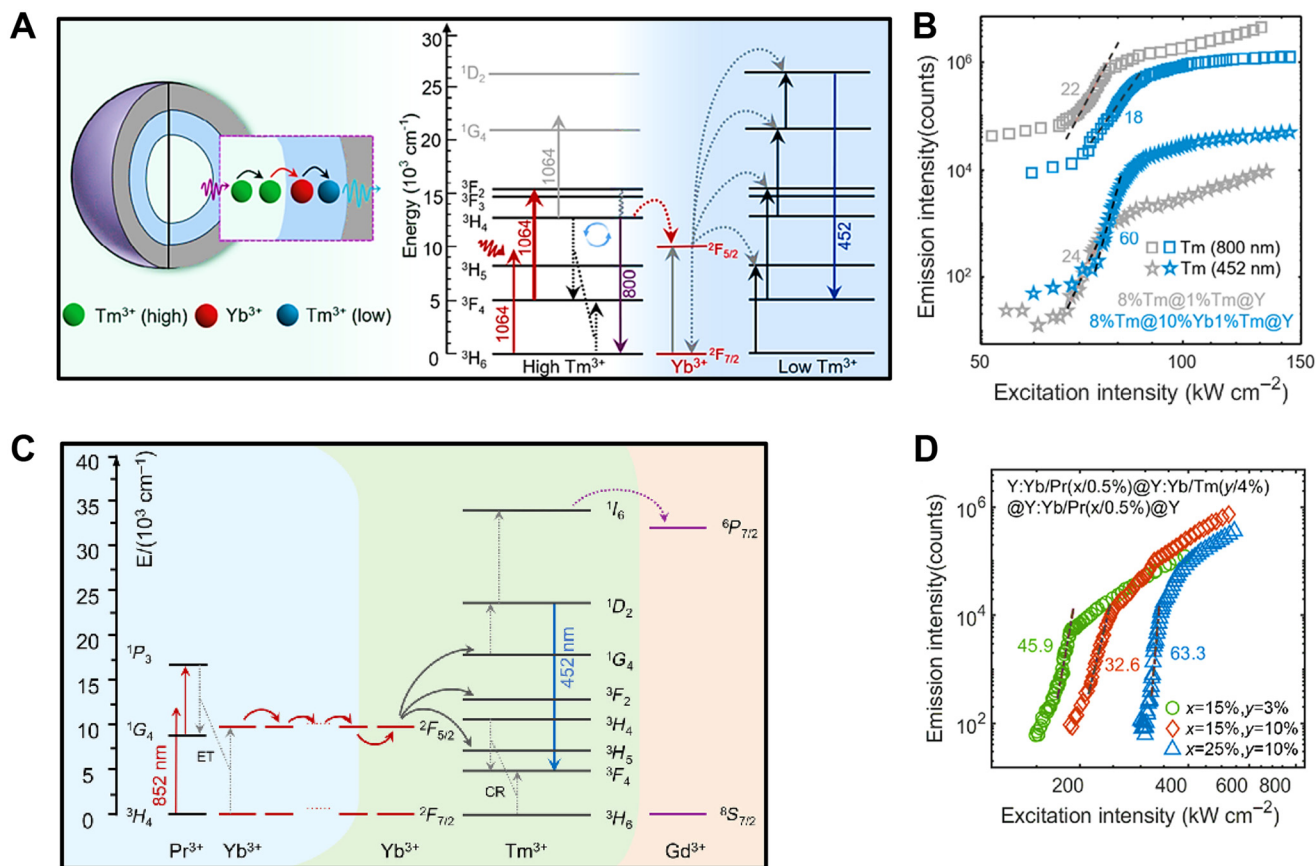 A
Energy (10³ cm⁻¹)
30
25
20
15
10
5
0
¹D₂
¹G₄
³F₂
³F₃
³H₄
³H₅
³F₄
³H₆
1064
1064
1064
800
²F₅/₂
²F₇/₂
452
High Tm³⁺
Yb³⁺
Low Tm³⁺
Tm³⁺ (high)
Yb³⁺
Tm³⁺ (low)
B
Emission intensity(counts)
10⁶
10⁴
10²
22
18
24
60
Tm (800 nm)
Tm (452 nm)
8%Tm@1%Tm@Y
8%Tm@10%Yb1%Tm@Y
50
100
150
Excitation intensity (kW cm⁻²)
C
E/(10³ cm⁻¹)
40
35
30
25
20
15
10
5
0
¹P₃
¹G₄
³H₄
852 nm
ET
²F₅/₂
²F₇/₂
¹I₆
¹D₂
¹G₄
³F₂
³H₄
³H₅
³F₄
³H₆
452 nm
CR
⁶P₇/₂
⁸S₇/₂
Pr³⁺
Yb³⁺
Yb³⁺
Tm³⁺
Gd³⁺
D
Emission intensity(counts)
10⁶
10⁴
10²
Y:Yb/Pr(x/0.5%)@Y:Yb/Tm(y/4%)
@Y:Yb/Pr(x/0.5%)@Y
45.9
32.6
63.3
x=15%,y=3%
x=15%,y=10%
x=25%,y=10%
200
400
600
800
Excitation intensity (kW cm⁻²)